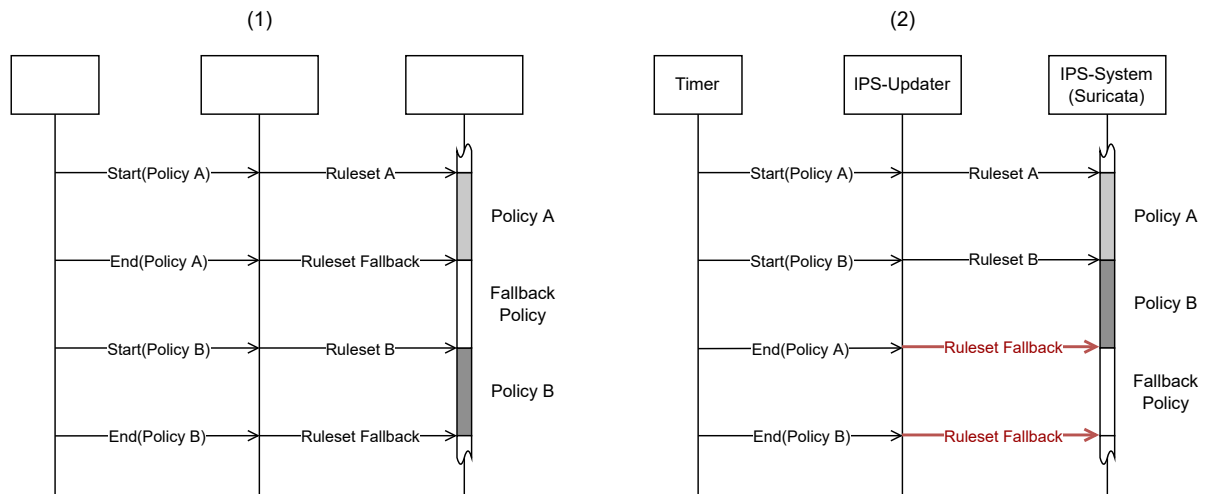 (1)
Start(Policy A)
Ruleset A
Policy A
End(Policy A)
Ruleset Fallback
Fallback
Policy
Start(Policy B)
Ruleset B
Policy B
End(Policy B)
Ruleset Fallback
(2)
Timer
IPS-Updater
IPS-System
(Suricata)
Start(Policy A)
Ruleset A
Policy A
Start(Policy B)
Ruleset B
Policy B
End(Policy A)
Ruleset Fallback
Fallback
Policy
End(Policy B)
Ruleset Fallback